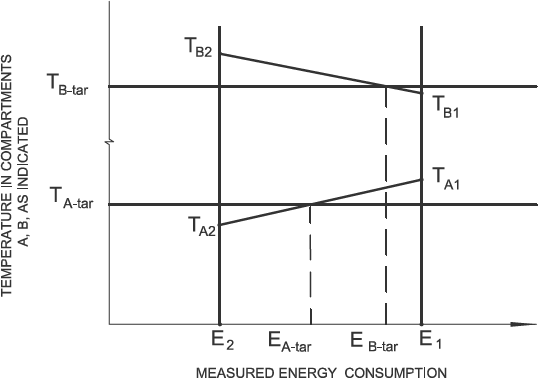 TEMPERATURE IN COMPARTMENTS
A, B, AS INDICATED
T_B2
T_B-tar
T_B1
T_A1
T_A-tar
T_A2
E_2 E_A-tar E_B-tar E_1
MEASURED ENERGY CONSUMPTION